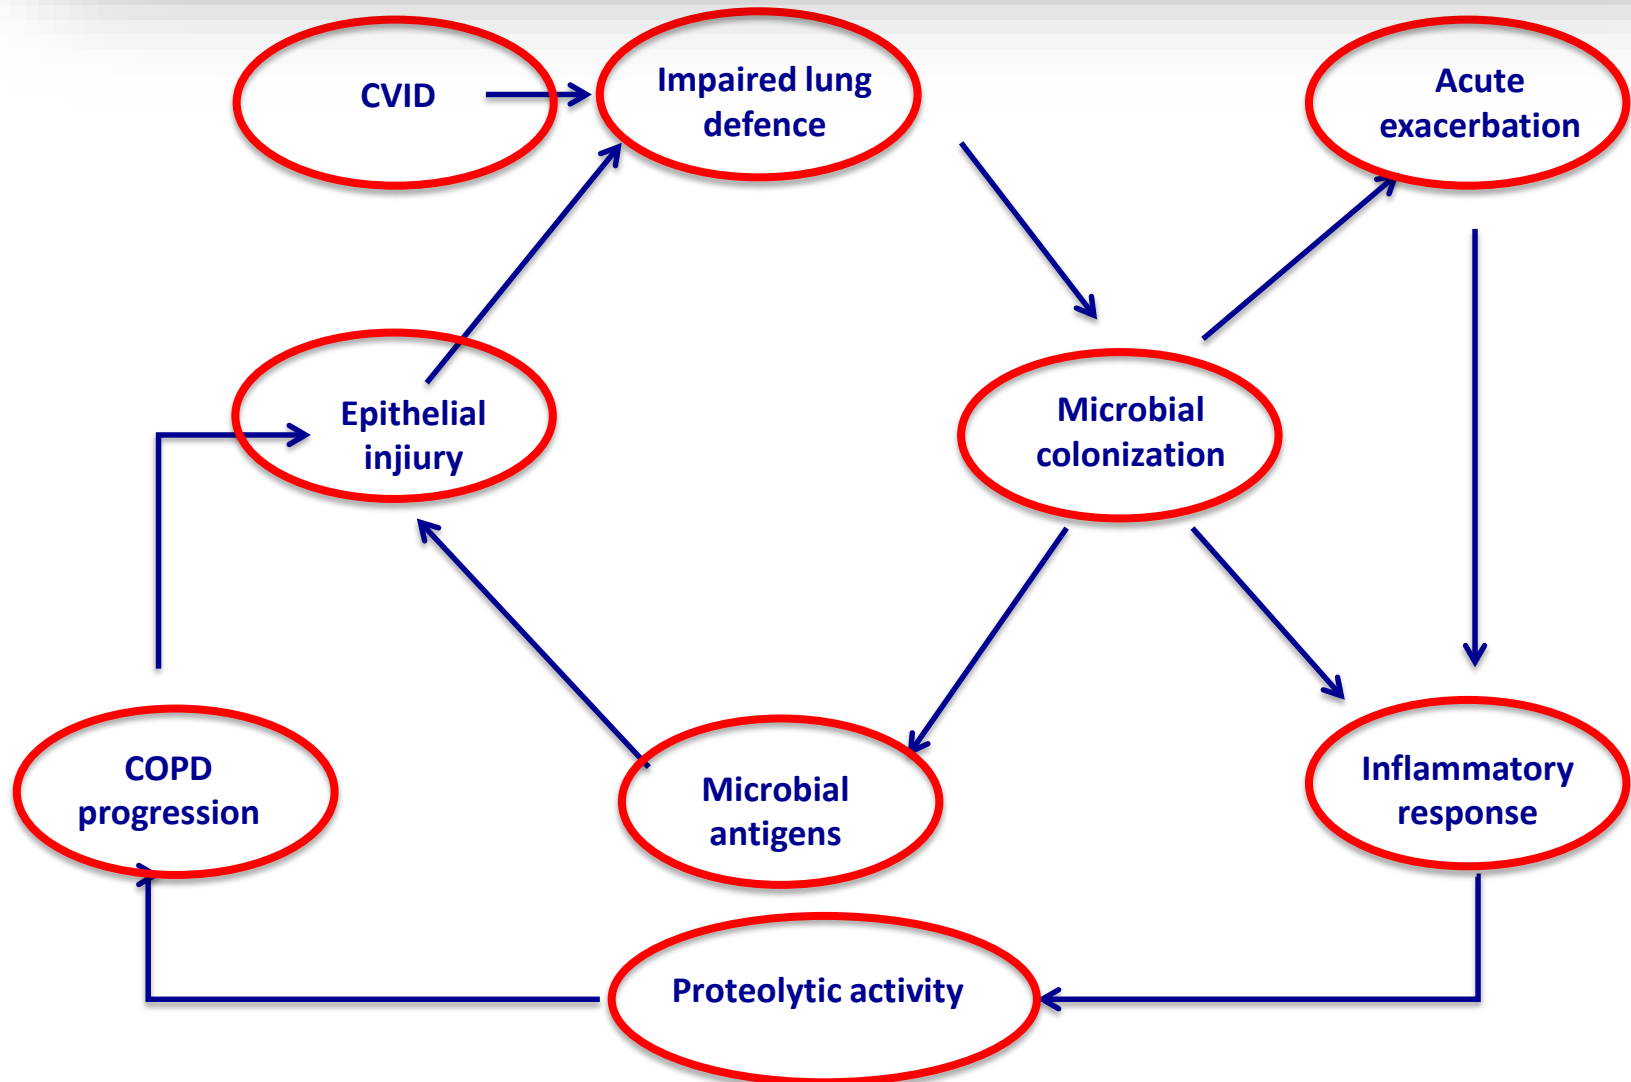 CVID
Impaired lung
defence
Acute
exacerbation
Epithelial
injiury
Microbial
colonization
COPD
progression
Microbial
antigens
Inflammatory
response
Proteolytic activity